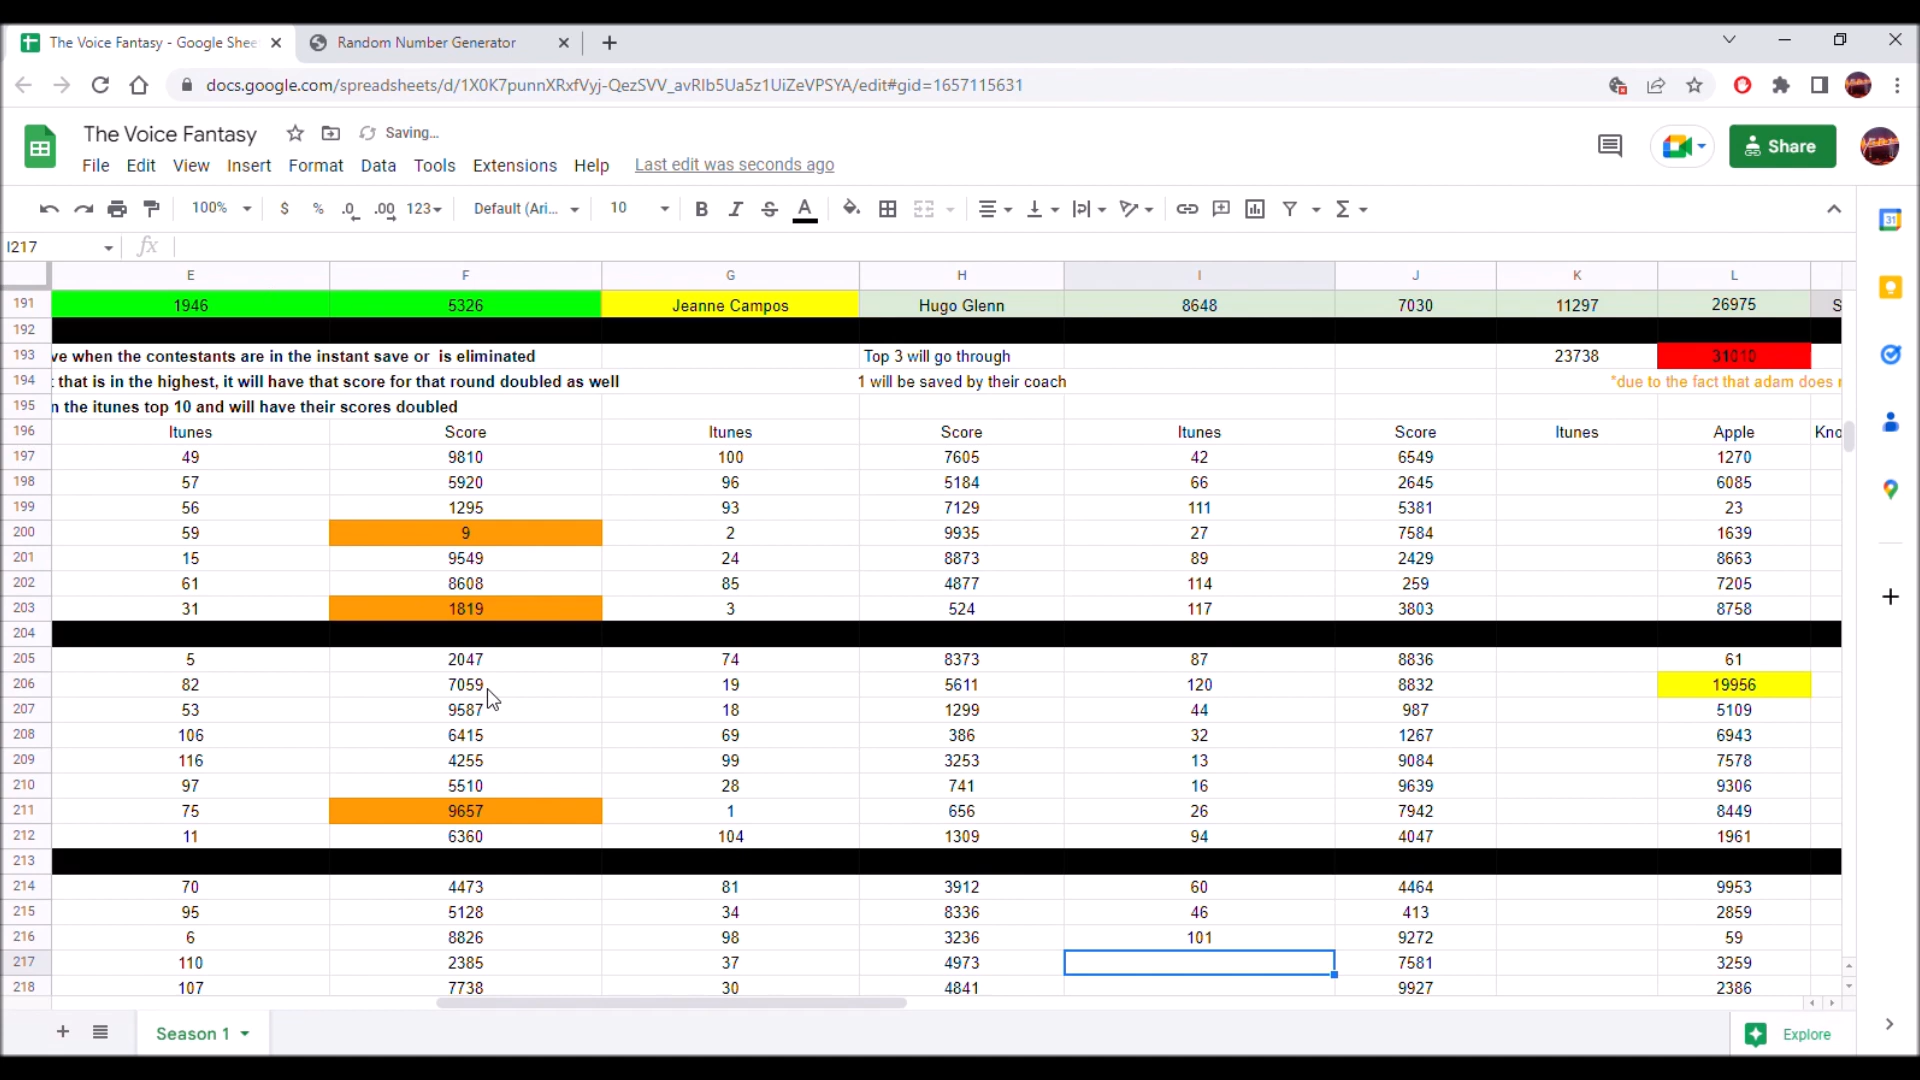 The Voice Fantasy - Google Shee
Random Number Generator
docs.google.com/spreadsheets/d/1X0K7punnXRxfVyj-QezSVV_avRIb5Ua5z1UiZeVPSYA/edit#gid=1657115631
The Voice Fantasy Saving...
File Edit View Insert Format Data Tools Extensions Help Last edit was seconds ago
Share
100% $ % .0 .00 123 Default (Ari... 10 B I S A
I217 fx
E F G H I J K L
191 1946 5326 Jeanne Campos Hugo Glenn 8648 7030 11297 26975 S
192
193 ve when the contestants are in the instant save or is eliminated Top 3 will go through 23738 31010
194 : that is in the highest, it will have that score for that round doubled as well 1 will be saved by their coach *due to the fact that adam does
195 n the itunes top 10 and will have their scores doubled
196 Itunes Score Itunes Score Itunes Score Itunes Apple Kno
197 49 9810 100 7605 42 6549 1270
198 57 5920 96 5184 66 2645 6085
199 56 1295 93 7129 111 5381 23
200 59 9 2 9935 27 7584 1639
201 15 9549 24 8873 89 2429 8663
202 61 8608 85 4877 114 259 7205
203 31 1819 3 524 117 3803 8758
204
205 5 2047 74 8373 87 8836 61
206 82 7059 19 5611 120 8832 19956
207 53 9587 18 1299 44 987 5109
208 106 6415 69 386 32 1267 6943
209 116 4255 99 3253 13 9084 7578
210 97 5510 28 741 16 9639 9306
211 75 9657 1 656 26 7942 8449
212 11 6360 104 1309 94 4047 1961
213
214 70 4473 81 3912 60 4464 9953
215 95 5128 34 8336 46 413 2859
216 6 8826 98 3236 101 9272 59
217 110 2385 37 4973 7581 3259
218 107 7738 30 4841 9927 2386
Season 1
Explore